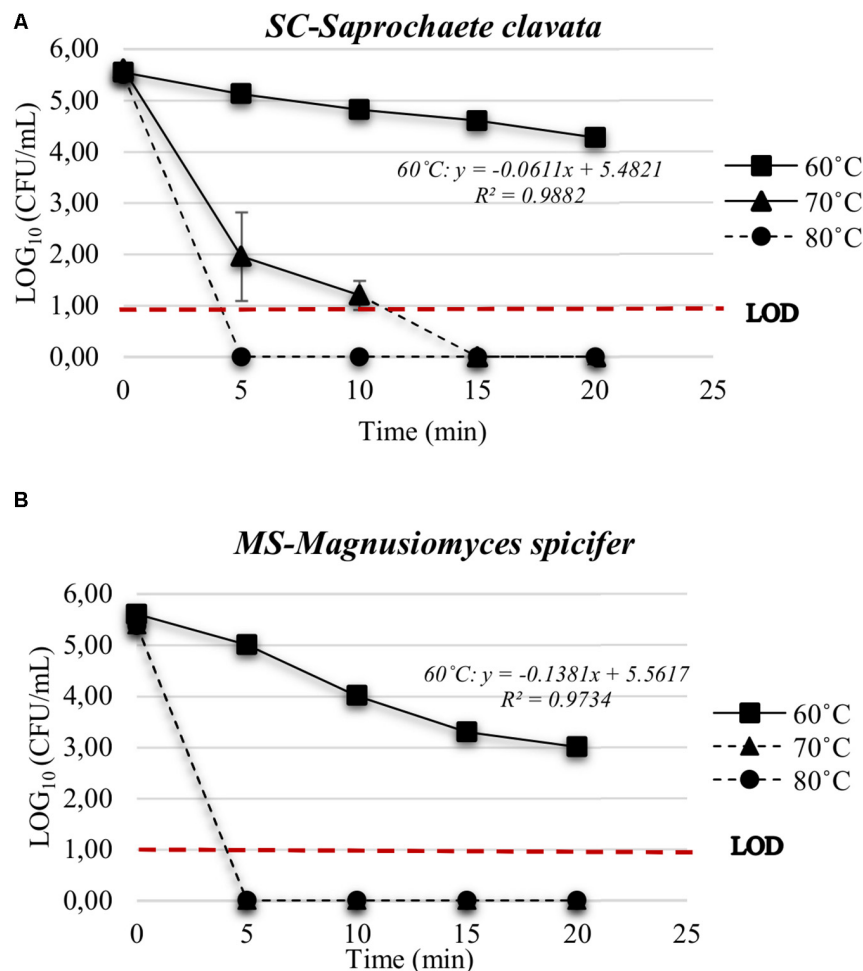 A
SC-Saprochaete clavata
LOG10 (CFU/mL)
6,00
5,00
4,00
3,00
2,00
1,00
0,00
60˚C: y = -0.0611x + 5.4821
R² = 0.9882
60˚C
70˚C
80˚C
LOD
0 5 10 15 20 25
Time (min)
B
MS-Magnusiomyces spicifer
LOG10 (CFU/mL)
6,00
5,00
4,00
3,00
2,00
1,00
0,00
60˚C: y = -0.1381x + 5.5617
R² = 0.9734
60˚C
70˚C
80˚C
LOD
0 5 10 15 20 25
Time (min)